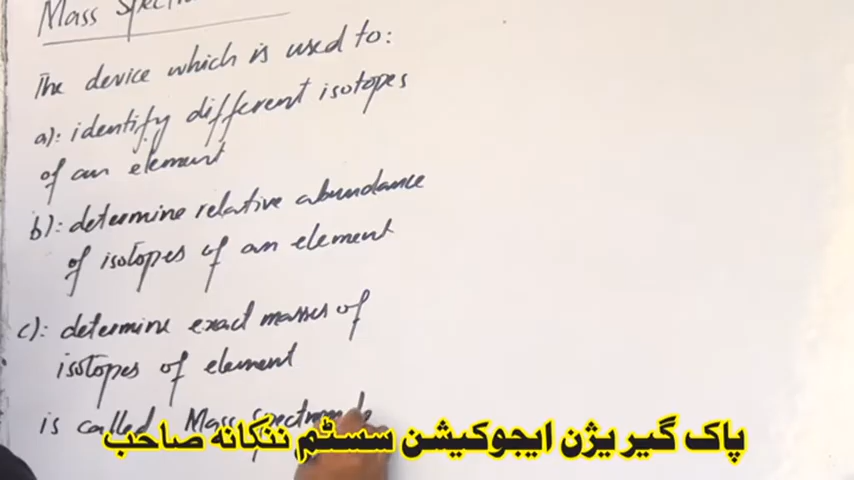 Mass Spectr
The device which is used to:
a): identify different isotopes
of an element
b): determine relative abundance
of isotopes of an element
c): determine exact masses of
isotopes of element
is called Mass
پاک گیریژن ایجوکیشن سسٹم ننکانہ صاحب